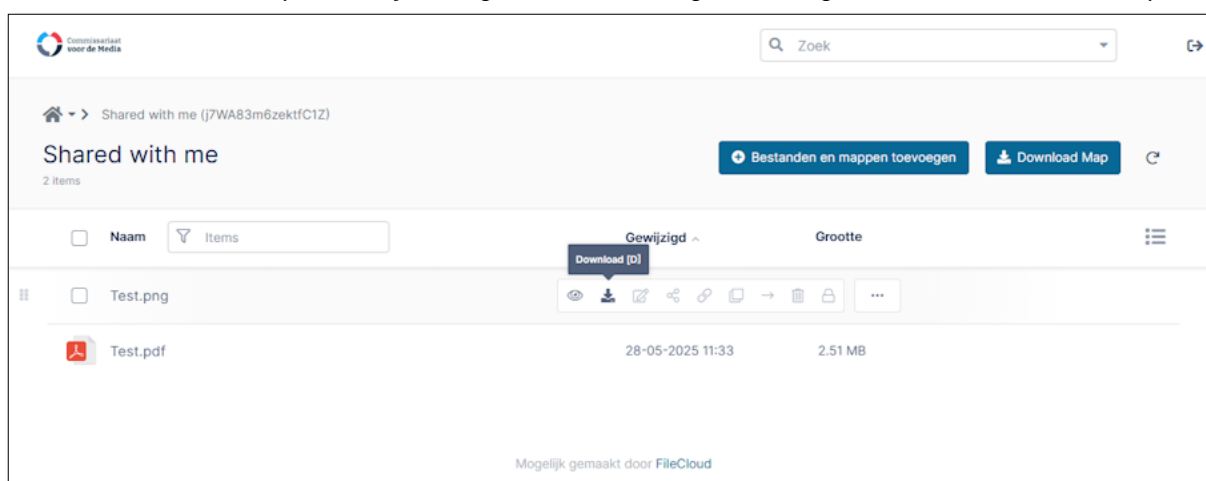 Commissariaat
voor de Media
Zoek
Shared with me (j7WA83m6zektfC1Z)
Shared with me
2 items
Bestanden en mappen toevoegen
Download Map
Naam
Items
Gewijzigd
Grootte
Download [D]
Test.png
Test.pdf
28-05-2025 11:33
2.51 MB
Mogelijk gemaakt door FileCloud